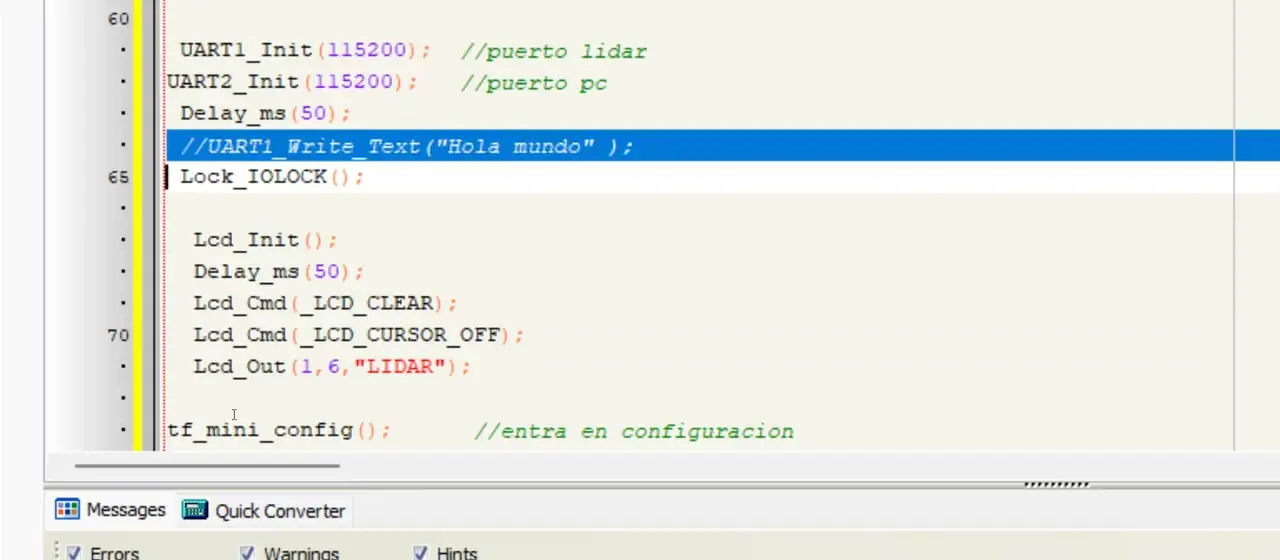 60
UART1_Init(115200); //puerto lidar
UART2_Init(115200); //puerto pc
Delay_ms(50);
//UART1_Write_Text("Hola mundo" );
65 Lock_IOLOCK();
Lcd_Init();
Delay_ms(50);
Lcd_Cmd(_LCD_CLEAR);
70 Lcd_Cmd(_LCD_CURSOR_OFF);
Lcd_Out(1,6,"LIDAR");
tf_mini_config(); //entra en configuracion
Messages Quick Converter
Errors Warnings Hints